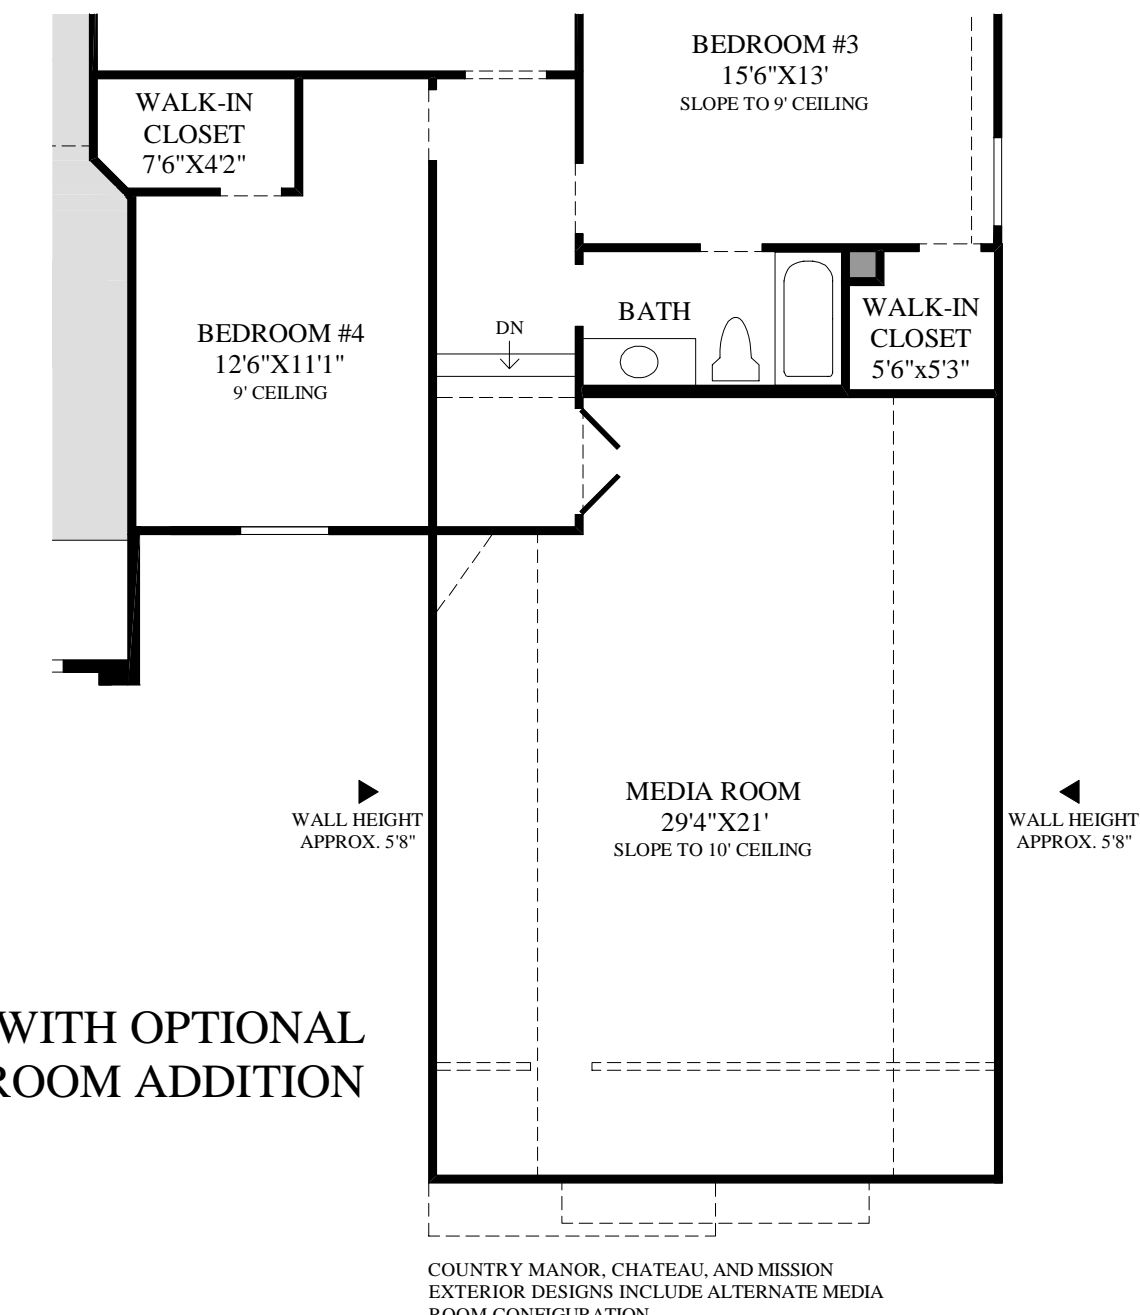 BEDROOM #3
15'6"X13'
SLOPE TO 9' CEILING
WALK-IN
CLOSET
7'6"X4'2"
BATH
WALK-IN
CLOSET
5'6"x5'3"
BEDROOM #4
12'6"X11'1"
9' CEILING
DN
MEDIA ROOM
29'4"X21'
SLOPE TO 10' CEILING
WALL HEIGHT
APPROX. 5'8"
WALL HEIGHT
APPROX. 5'8"
WITH OPTIONAL
ROOM ADDITION
COUNTRY MANOR, CHATEAU, AND MISSION
EXTERIOR DESIGNS INCLUDE ALTERNATE MEDIA
ROOM CONFIGURATION